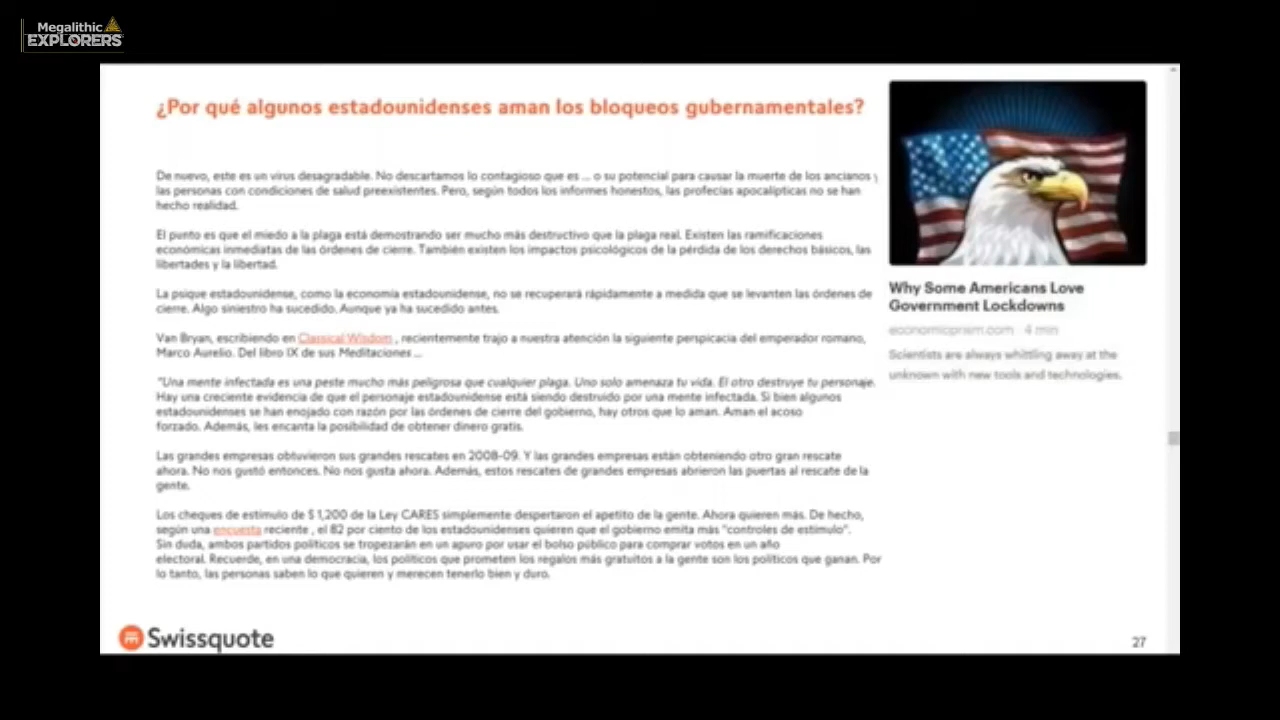 Megalithic
EXPLORERS
¿Por qué algunos estadounidenses aman los bloqueos gubernamentales?
De nuevo, este es un virus desagradable. No descartamos lo contagioso que es ... o su potencial para causar la muerte de los ancianos y
las personas con condiciones de salud preexistentes. Pero, según todos los informes honestos, las profecías apocalípticas no se han
hecho realidad.
El punto es que el miedo a la plaga está demostrando ser mucho más destructivo que la plaga real. Existen las ramificaciones
económicas inmediatas de las órdenes de cierre. También existen los impactos psicológicos de la pérdida de los derechos básicos, las
libertades y la libertad.
La psique estadounidense, como la economía estadounidense, no se recuperará rápidamente a medida que se levanten las órdenes de
cierre. Algo siniestro ha sucedido. Aunque ya ha sucedido antes.
Van Bryan, escribiendo en Classical Wisdom , recientemente trajo a nuestra atención la siguiente perspicacia del emperador romano,
Marco Aurelio. Del libro IX de sus Meditaciones ...
"Una mente infectada es una peste mucho más peligrosa que cualquier plaga. Uno solo amenaza tu vida. El otro destruye tu personaje.
Hay una creciente evidencia de que el personaje estadounidense está siendo destruido por una mente infectada. Si bien algunos
estadounidenses se han enojado con razón por las órdenes de cierre del gobierno, hay otros que lo aman. Aman el acoso
forzado. Además, les encanta la posibilidad de obtener dinero gratis.
Las grandes empresas obtuvieron sus grandes rescates en 2008-09. Y las grandes empresas están obteniendo otro gran rescate
ahora. No nos gustó entonces. No nos gusta ahora. Además, estos rescates de grandes empresas abrieron las puertas al rescate de la
gente.
Los cheques de estímulo de $ 1,200 de la Ley CARES simplemente despertaron el apetito de la gente. Ahora quieren más. De hecho,
según una encuesta reciente , el 82 por ciento de los estadounidenses quieren que el gobierno emita más "controles de estímulo".
Sin duda, ambos partidos políticos se tropezarán en un apuro por usar el bolso público para comprar votos en un año
electoral. Recuerde, en una democracia, los políticos que prometen los regalos más gratuitos a la gente son los políticos que ganan. Por
lo tanto, las personas saben lo que quieren y merecen tenerlo bien y duro.
Why Some Americans Love
Government Lockdowns
economicprism.com 4 min
Scientists are always whittling away at the
unknown with new tools and technologies.
Swissquote
27